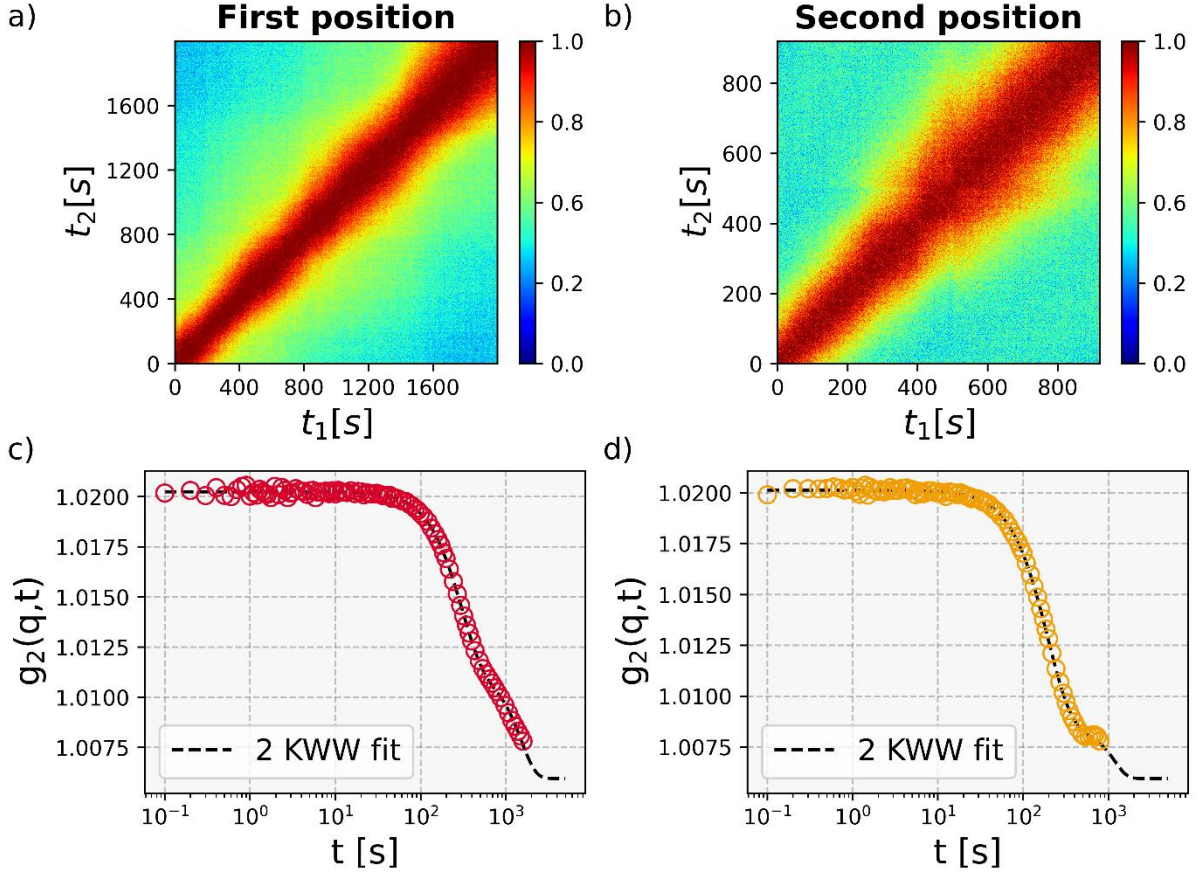 a)
First position
1.0
0.8
0.6
0.4
0.2
0.0
1600
1200
800
400
0
t₂[s]
0 400 800 1200 1600
t₁[s]
b)
Second position
1.0
0.8
0.6
0.4
0.2
0.0
800
600
400
200
0
t₂[s]
0 200 400 600 800
t₁[s]
c)
1.0200
1.0175
1.0150
1.0125
1.0100
1.0075
g₂(q,t)
2 KWW fit
10⁻¹ 10⁰ 10¹ 10² 10³
t [s]
d)
1.0200
1.0175
1.0150
1.0125
1.0100
1.0075
g₂(q,t)
2 KWW fit
10⁻¹ 10⁰ 10¹ 10² 10³
t [s]